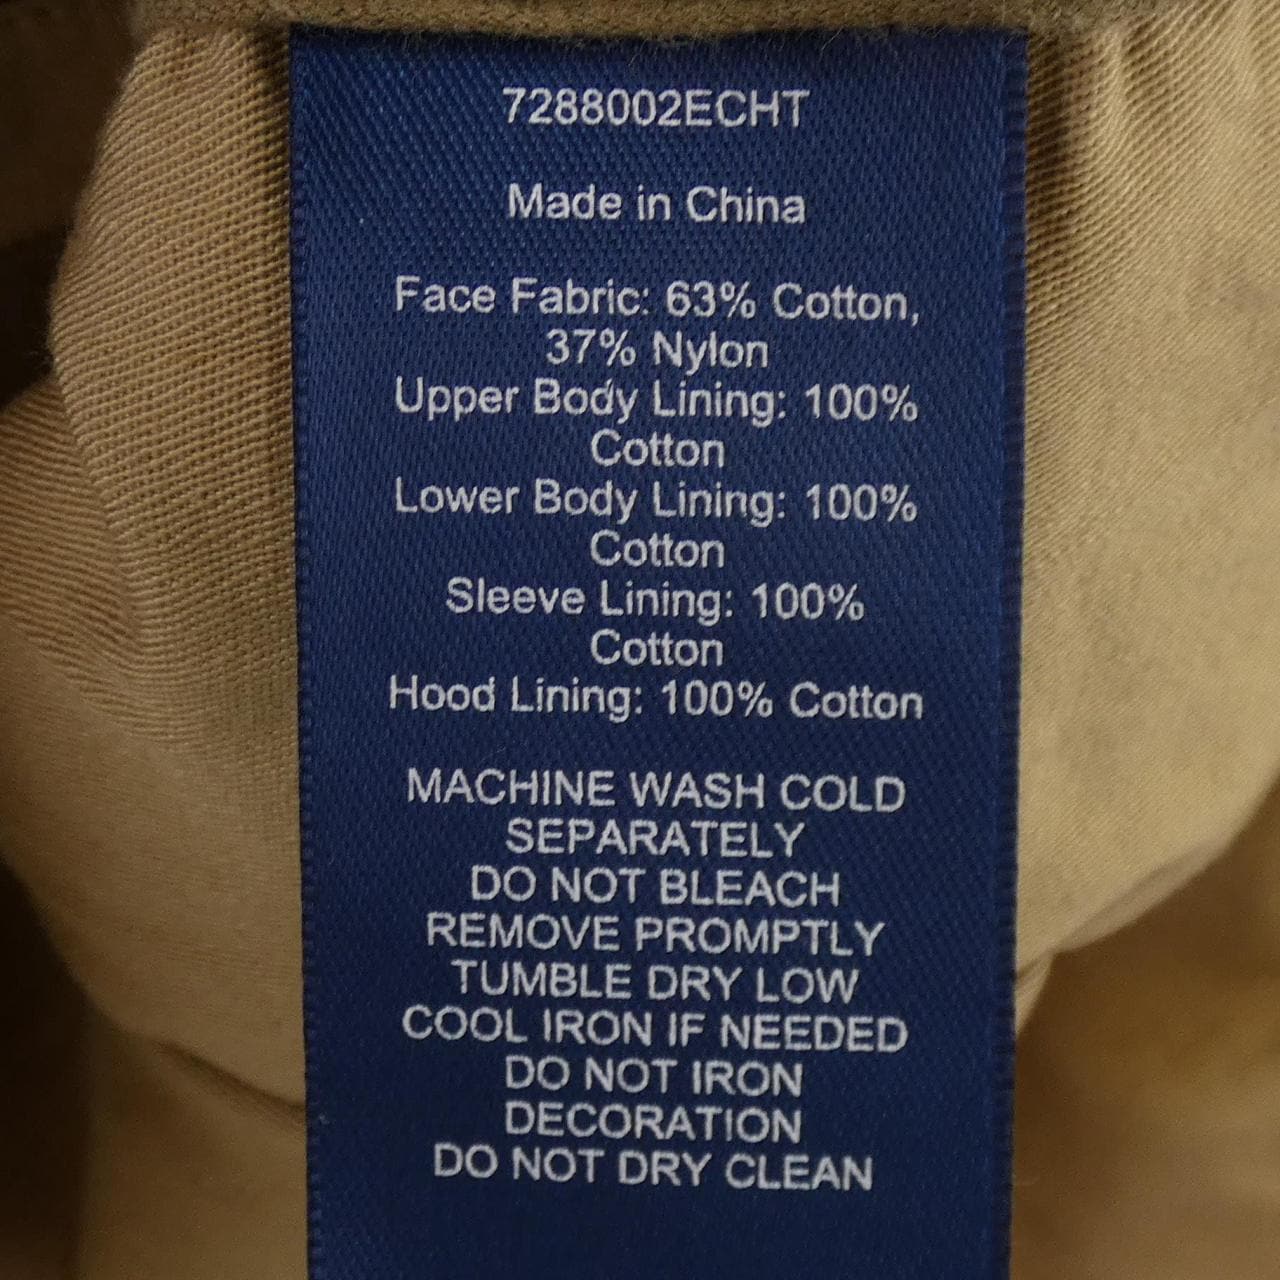 7288002ECHT
Made in China
Face Fabric: 63% Cotton,
37% Nylon
Upper Body Lining: 100%
Cotton
Lower Body Lining: 100%
Cotton
Sleeve Lining: 100%
Cotton
Hood Lining: 100% Cotton
MACHINE WASH COLD
SEPARATELY
DO NOT BLEACH
REMOVE PROMPTLY
TUMBLE DRY LOW
COOL IRON IF NEEDED
DO NOT IRON
DECORATION
DO NOT DRY CLEAN